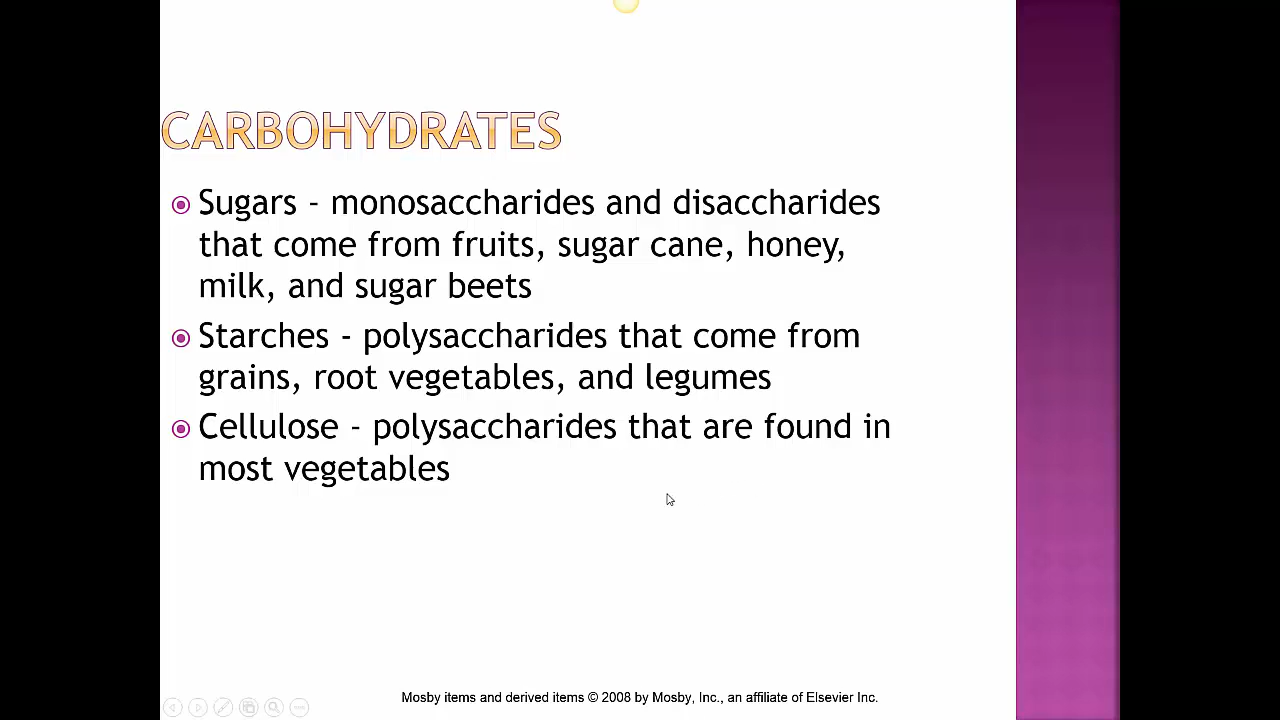 CARBOHYDRATES
Sugars - monosaccharides and disaccharides
that come from fruits, sugar cane, honey,
milk, and sugar beets
Starches - polysaccharides that come from
grains, root vegetables, and legumes
Cellulose - polysaccharides that are found in
most vegetables
Mosby items and derived items © 2008 by Mosby, Inc., an affiliate of Elsevier Inc.